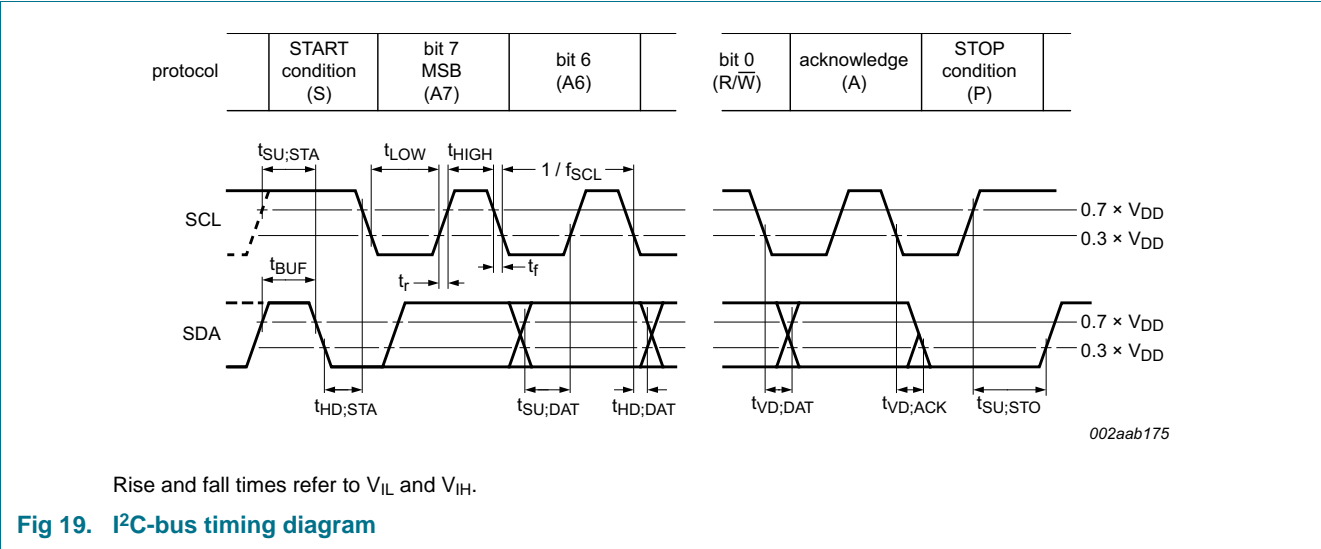 protocol
START
condition
(S)
bit 7
MSB
(A7)
bit 6
(A6)
bit 0
(R/W̅)
acknowledge
(A)
STOP
condition
(P)
tSU;STA
tLOW
tHIGH
1 / fSCL
SCL
0.7 × VDD
0.3 × VDD
tBUF
tr
tf
SDA
0.7 × VDD
0.3 × VDD
tHD;STA
tSU;DAT
tHD;DAT
tVD;DAT
tVD;ACK
tSU;STO
002aab175
Rise and fall times refer to VIL and VIH.
Fig 19. I²C-bus timing diagram